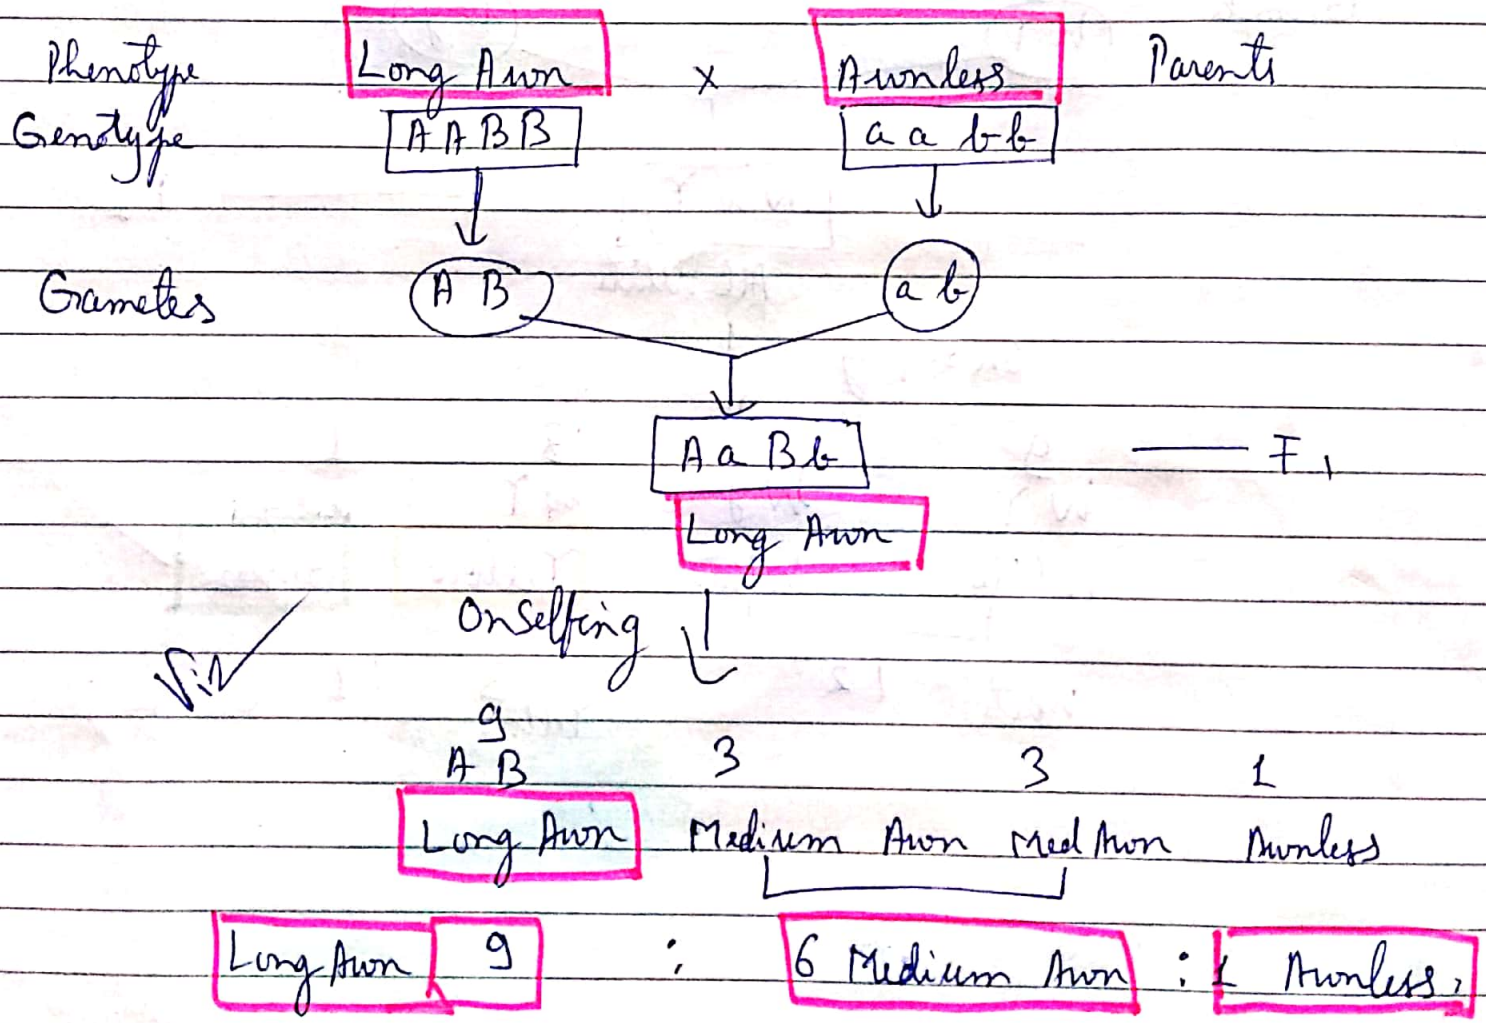 Phenotype Long Awn x Awnless Parents
Genotype AABB aabb
Gametes AB ab
AaBb — F1
Long Awn
On Selfing
9 3 3 1
AB
Long Awn Medium Awn Med Awn Awnless
Long Awn 9 : 6 Medium Awn : 1 Awnless,